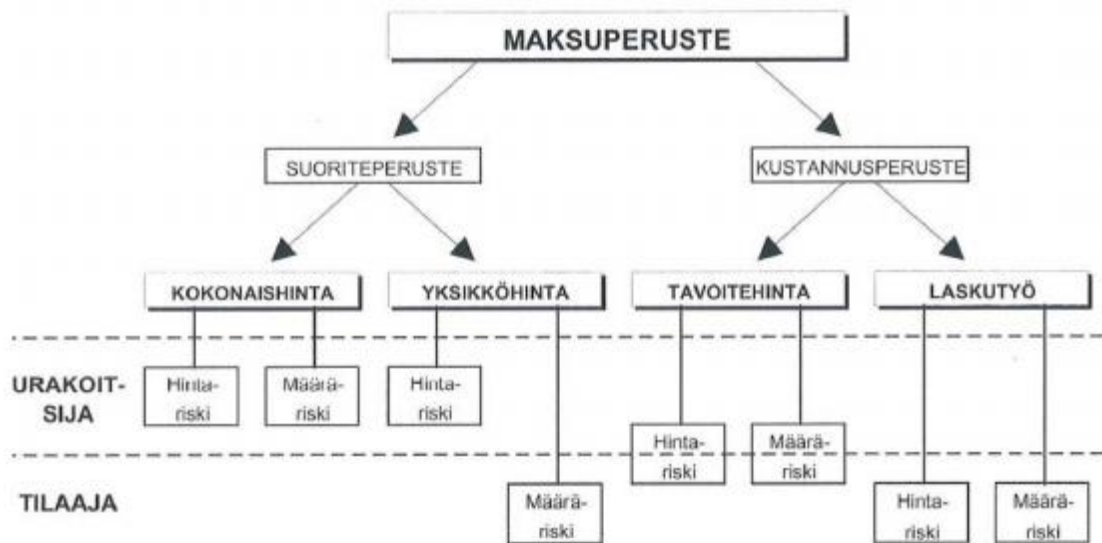 MAKSUPERUSTE
SUORITEPERUSTE
KUSTANNUSPERUSTE
KOKONAISHINTA
YKSIKKÖHINTA
TAVOITEHINTA
LASKUTYÖ
URAKOIT-
SIJA
Hinta-
riski
Määrä-
riski
Hinta-
riski
Hinta-
riski
Määrä-
riski
TILAAJA
Määrä-
riski
Hinta-
riski
Määrä-
riski